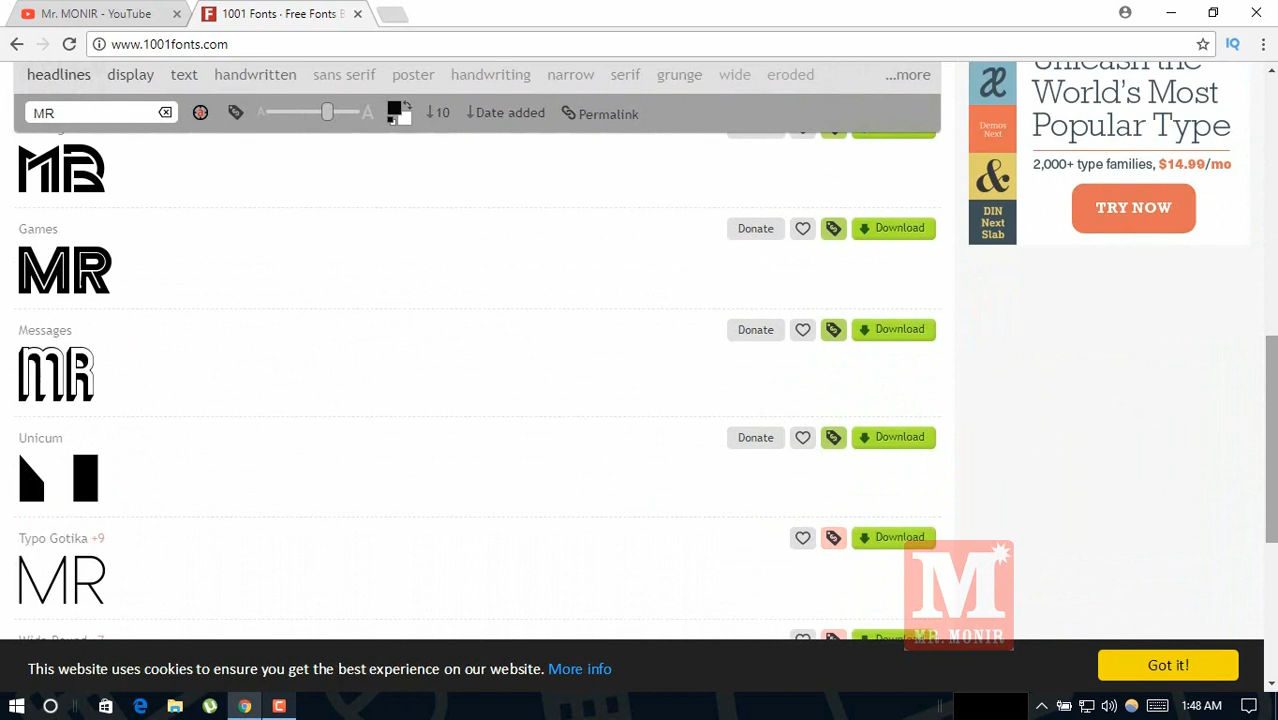 Mr. MONIR - YouTube
1001 Fonts · Free Fonts B
www.1001fonts.com
IQ
headlines display text handwritten sans serif poster handwriting narrow serif grunge wide eroded ...more
MR A A ↓10 ↓Date added Permalink
Unleash the
World's Most
Popular Type
2,000+ type families, $14.99/mo
TRY NOW
æ
Demos
Next
&
DIN
Next
Slab
MR
Games
Donate Download
MR
Messages
Donate Download
MR
Unicum
Donate Download
Typo Gotika +9
Download
MR
M
MR. MONIR
This website uses cookies to ensure you get the best experience on our website. More info
Got it!
1:48 AM